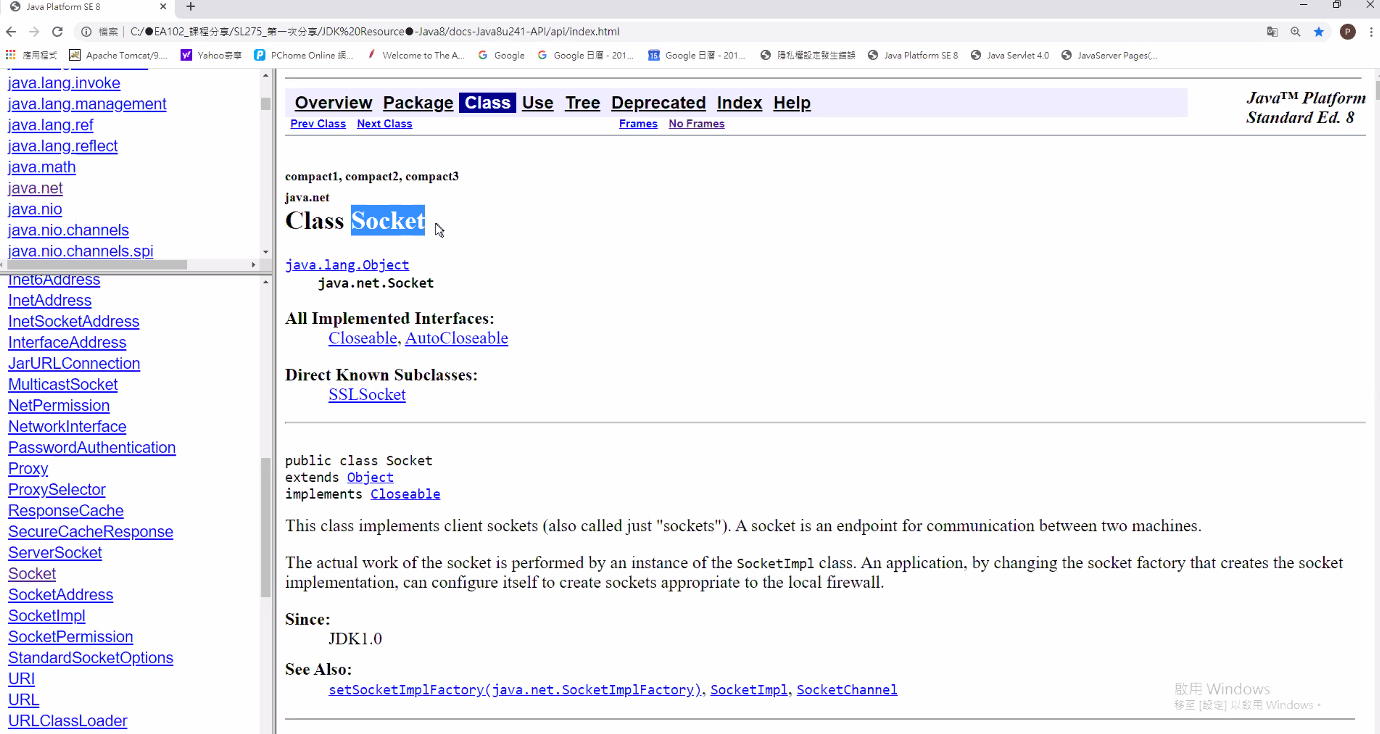 Java Platform SE 8
檔案 | C:/●EA102_課程分享/SL275_第一次分享/JDK%20Resource●-Java8/docs-Java8u241-API/api/index.html
P
應用程式 Apache Tomcat/9.... Yahoo奇摩 PChome Online 網... Welcome to The A... Google Google 日曆 - 201... Google 日曆 - 201... 隱私權設定發生錯誤 Java Platform SE 8 Java Servlet 4.0 JavaServer Pages(...
java.lang.invoke
java.lang.management
java.lang.ref
java.lang.reflect
java.math
java.net
java.nio
java.nio.channels
java.nio.channels.spi
Inet6Address
InetAddress
InetSocketAddress
InterfaceAddress
JarURLConnection
MulticastSocket
NetPermission
NetworkInterface
PasswordAuthentication
Proxy
ProxySelector
ResponseCache
SecureCacheResponse
ServerSocket
Socket
SocketAddress
SocketImpl
SocketPermission
StandardSocketOptions
URI
URL
URLClassLoader
Overview Package Class Use Tree Deprecated Index Help
Java™ Platform
Standard Ed. 8
Prev Class Next Class Frames No Frames
compact1, compact2, compact3
java.net
Class Socket
java.lang.Object
java.net.Socket
All Implemented Interfaces:
Closeable, AutoCloseable
Direct Known Subclasses:
SSLSocket
public class Socket
extends Object
implements Closeable
This class implements client sockets (also called just "sockets"). A socket is an endpoint for communication between two machines.
The actual work of the socket is performed by an instance of the SocketImpl class. An application, by changing the socket factory that creates the socket
implementation, can configure itself to create sockets appropriate to the local firewall.
Since:
JDK1.0
See Also:
setSocketImplFactory(java.net.SocketImplFactory), SocketImpl, SocketChannel
啟用 Windows
移至 [設定] 以啟用 Windows。